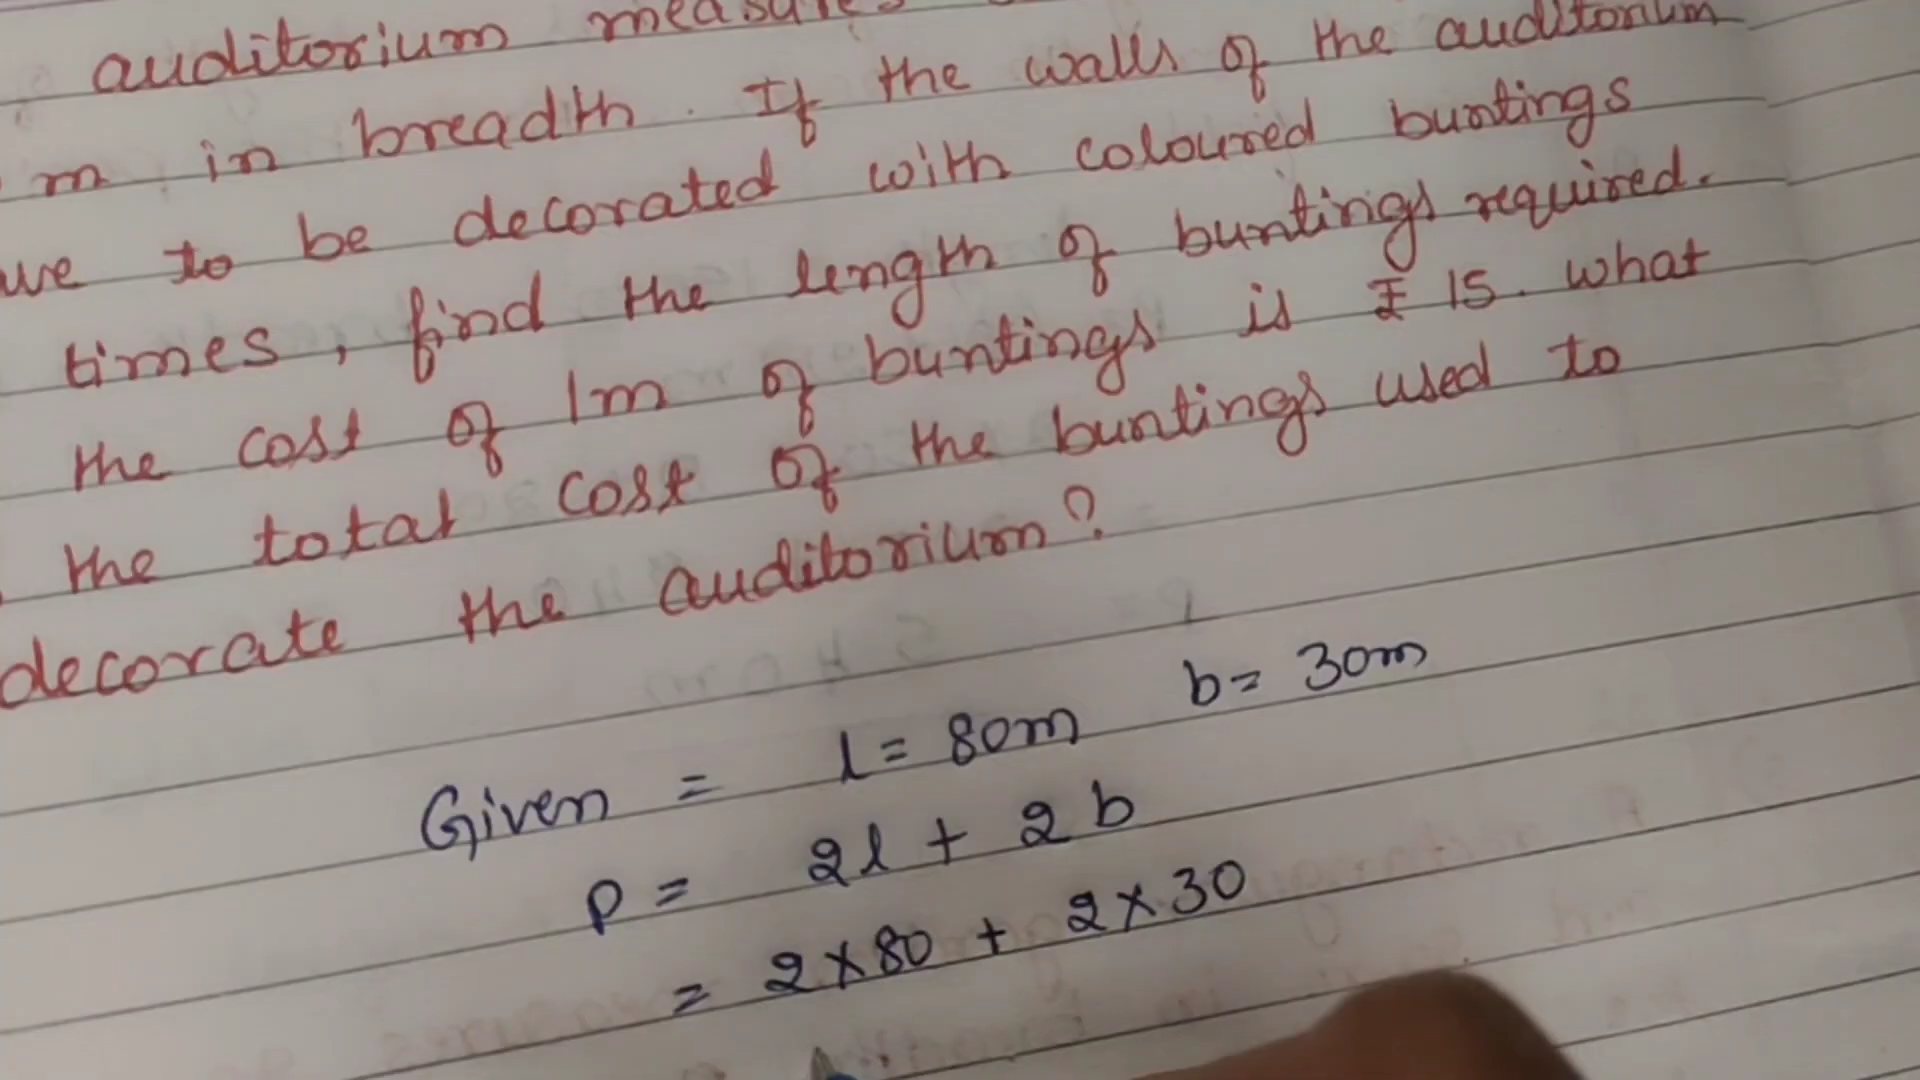 auditorium measures
m in breadth. If the walls of the auditorium
to be decorated with coloured buntings
times, find the length of buntings required.
the cost of 1m of buntings is ₹ 15. what
the total cost of the buntings used to
decorate the auditorium?
Given = l = 80m b = 30m
P = 2l + 2b
= 2 × 80 + 2 × 30